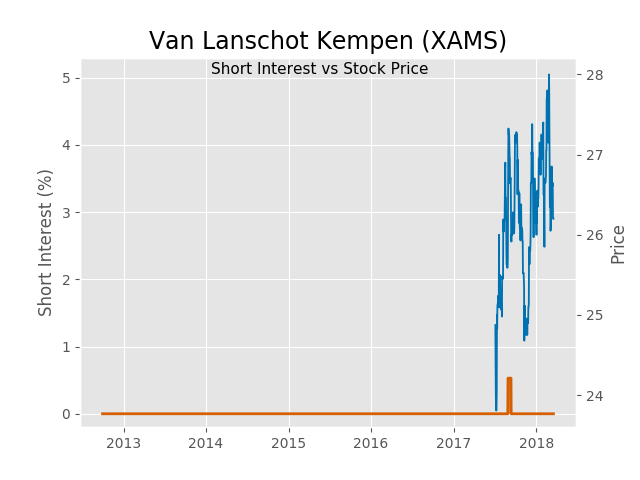 Van Lanschot Kempen (XAMS)
Short Interest vs Stock Price
Short Interest (%)
5
4
3
2
1
0
28
27
26
25
24
Price
2013 2014 2015 2016 2017 2018